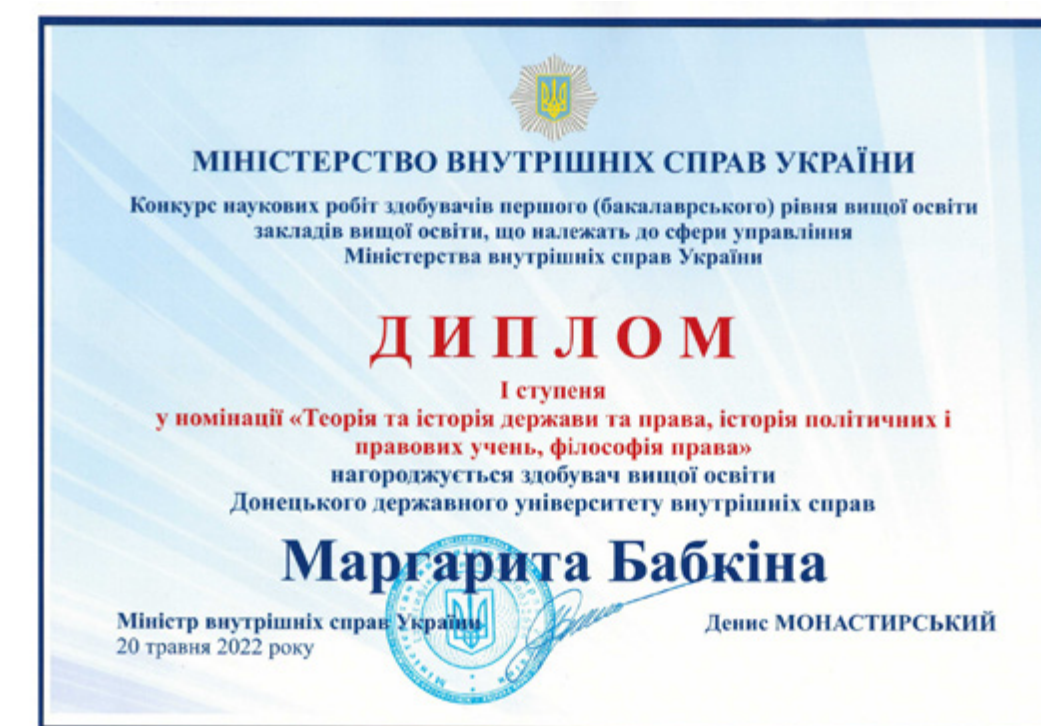 МІНІСТЕРСТВО ВНУТРІШНІХ СПРАВ УКРАЇНИ
Конкурс наукових робіт здобувачів першого (бакалаврського) рівня вищої освіти
закладів вищої освіти, що належать до сфери управління
Міністерства внутрішніх справ України
ДИПЛОМ
І ступеня
у номінації «Теорія та історія держави та права, історія політичних і
правових учень, філософія права»
нагороджується здобувач вищої освіти
Донецького державного університету внутрішніх справ
Маргарита Бабкіна
Міністр внутрішніх справ України
Денис МОНАСТИРСЬКИЙ
20 травня 2022 року